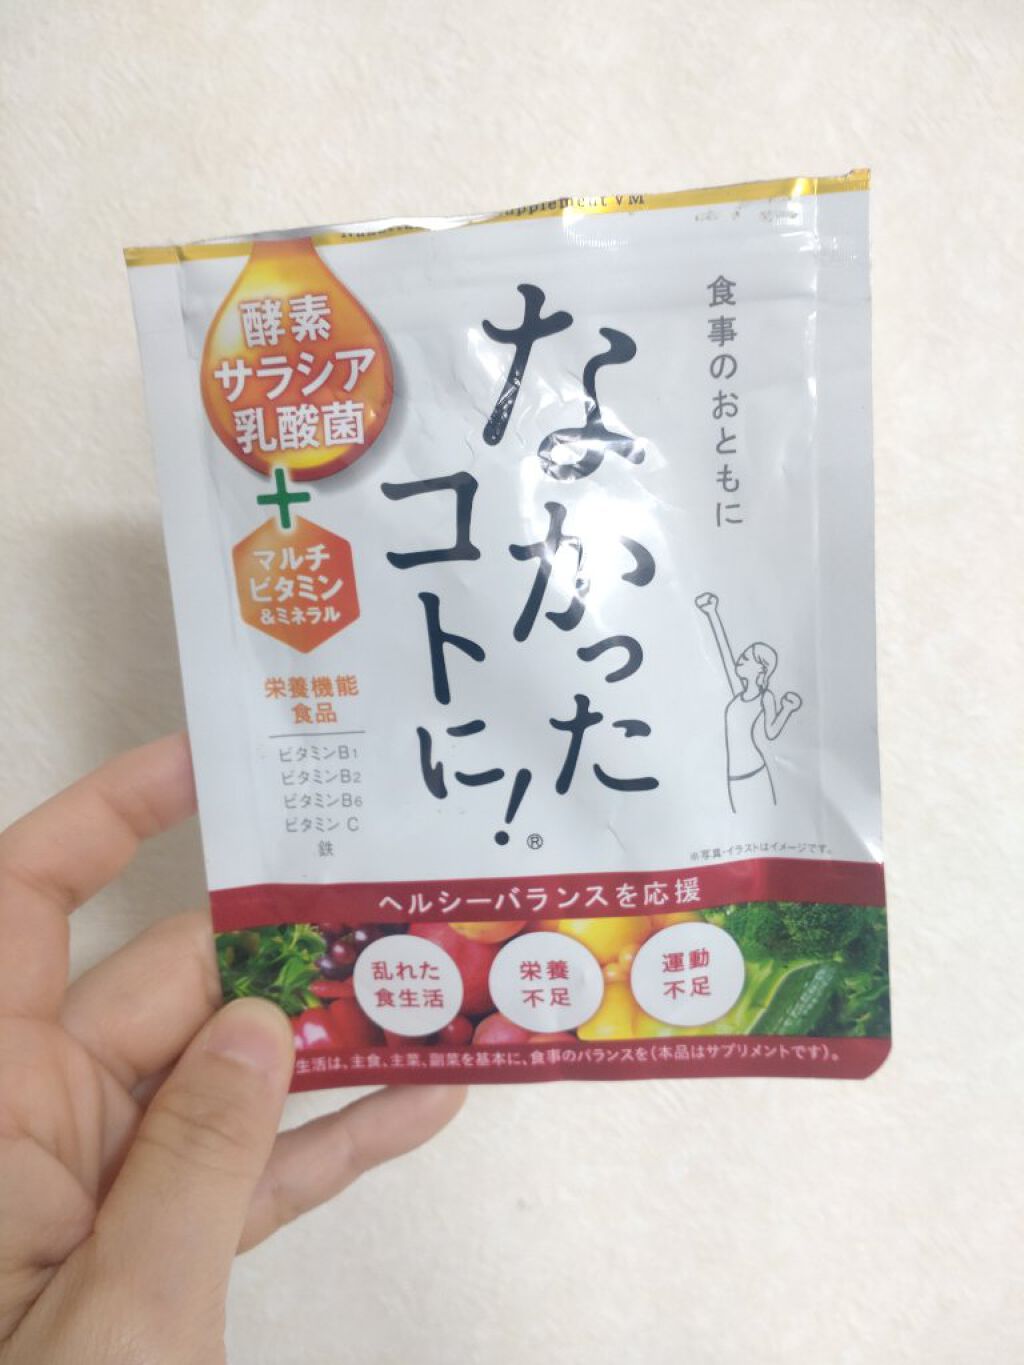 upplement VM
酵素
サラシア
乳酸菌
+
マルチ
ビタミン
&ミネラル
栄養機能
食品
ビタミンB1
ビタミンB2
ビタミンB6
ビタミン C
鉄
食事のおともに
なかった
コトに!®
※写真・イラストはイメージです。
ヘルシーバランスを応援
乱れた
食生活
栄養
不足
運動
不足
生活は、主食、主菜、副菜を基本に、食事のバランスを(本品はサプリメントです)。